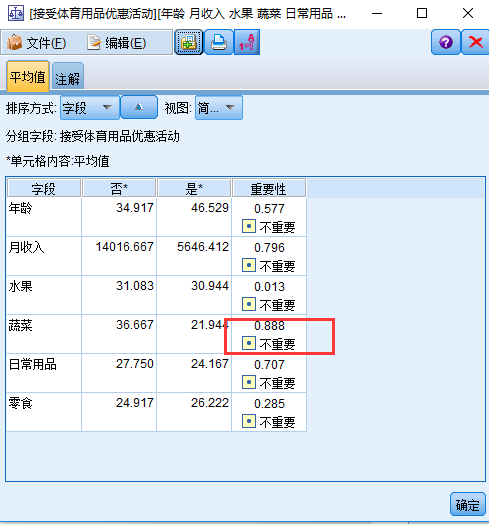 [接受体育用品优惠活动][年龄 月收入 水果 蔬菜 日常用品 ...
文件(F) 编辑(E)
平均值 注解
排序方式: 字段 视图: 简...
分组字段: 接受体育用品优惠活动
*单元格内容:平均值
字段 否* 是* 重要性
年龄 34.917 46.529 0.577
不重要
月收入 14016.667 5646.412 0.796
不重要
水果 31.083 30.944 0.013
不重要
蔬菜 36.667 21.944 0.888
不重要
日常用品 27.750 24.167 0.707
不重要
零食 24.917 26.222 0.285
不重要
确定